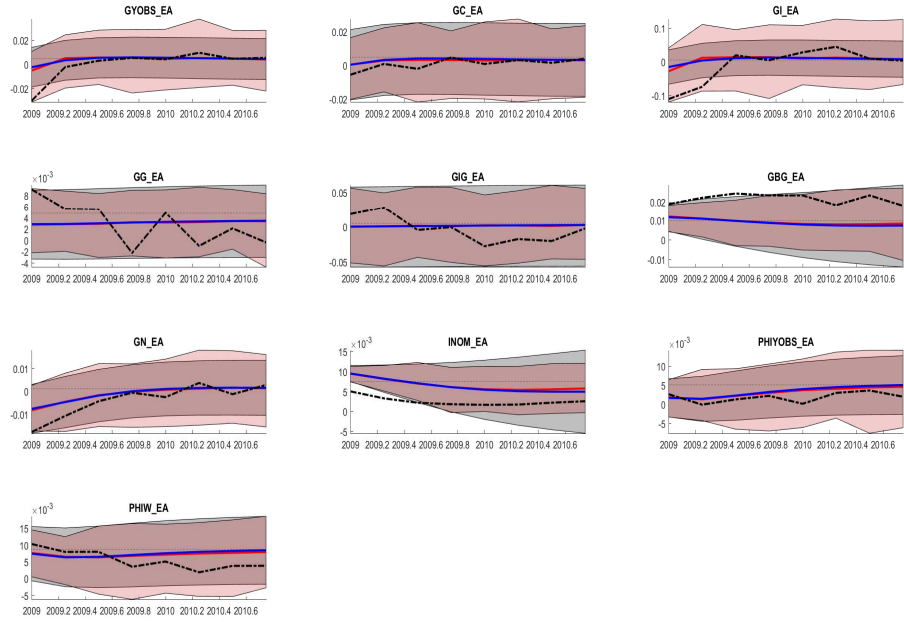 GYOBS_EA GC_EA GI_EA
0.02 0.02 0.1
0 0 0
-0.02 -0.02 -0.1
2009 2009.2 2009.4 2009.6 2009.8 2010 2010.2 2010.4 2010.6 2009 2009.2 2009.4 2009.6 2009.8 2010 2010.2 2010.4 2010.6 2009 2009.2 2009.4 2009.6 2009.8 2010 2010.2 2010.4 2010.6
×10⁻³ GG_EA GIG_EA GBG_EA
8 0.05 0.02
6 0.01
4 0 0
2 -0.05 -0.01
0
-2
-4
2009 2009.2 2009.4 2009.6 2009.8 2010 2010.2 2010.4 2010.6 2009 2009.2 2009.4 2009.6 2009.8 2010 2010.2 2010.4 2010.6 2009 2009.2 2009.4 2009.6 2009.8 2010 2010.2 2010.4 2010.6
GN_EA INOM_EA ×10⁻³ PHIYOBS_EA ×10⁻³
0.01 15 10
0 10 5
-0.01 5 0
0 -5
-5
2009 2009.2 2009.4 2009.6 2009.8 2010 2010.2 2010.4 2010.6 2009 2009.2 2009.4 2009.6 2009.8 2010 2010.2 2010.4 2010.6 2009 2009.2 2009.4 2009.6 2009.8 2010 2010.2 2010.4 2010.6
PHIW_EA ×10⁻³
15
10
5
0
-5
2009 2009.2 2009.4 2009.6 2009.8 2010 2010.2 2010.4 2010.6